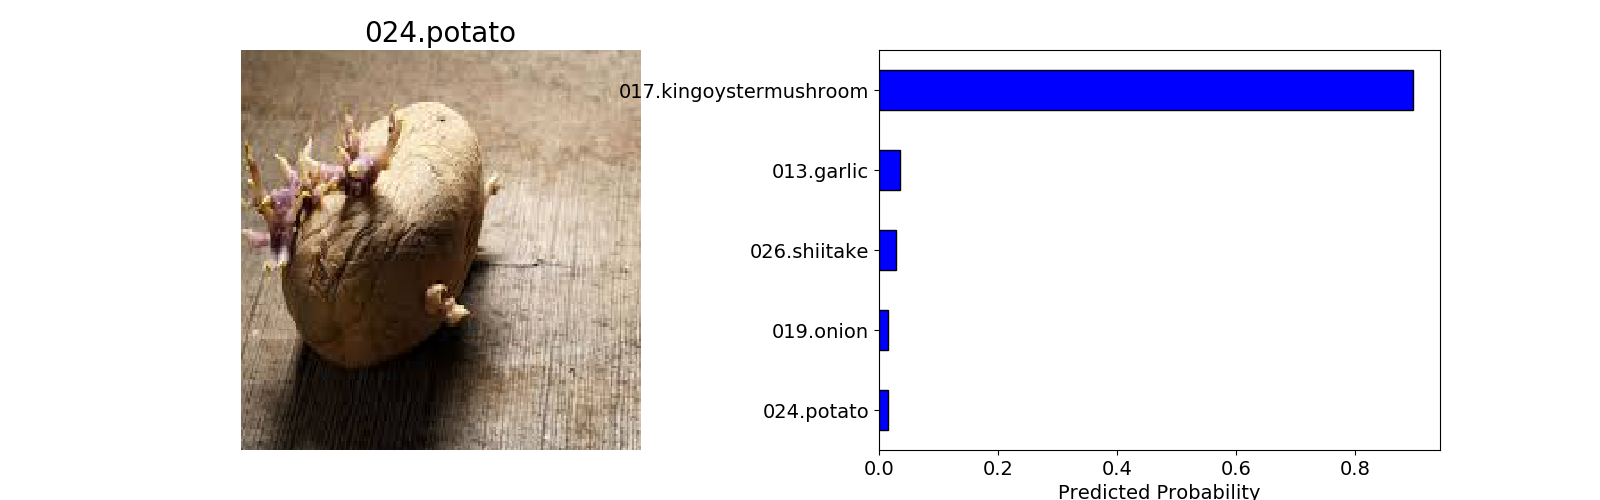 024.potato
017.kingoystermushroom
013.garlic
026.shiitake
019.onion
024.potato
0.0 0.2 0.4 0.6 0.8
Predicted Probability